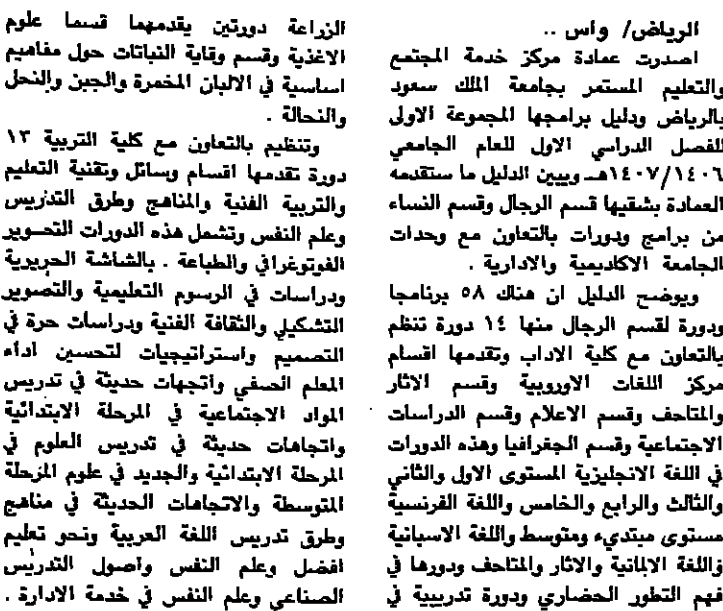 الرياض/ واس ..
اصدرت عمادة مركز خدمة المجتمع
والتعليم المستمر بجامعة الملك سعود
بالرياض ودليل برامجها المجموعة الاولى
للفصل الدراسي الاول للعام الجامعي
١٤٠٧/١٤٠٦هـ ويبين الدليل ما ستقدمه
العمادة بشقيها قسم الرجال وقسم النساء
من برامج ودورات بالتعاون مع وحدات
الجامعة الاكاديمية والادارية .
ويوضح الدليل ان هناك ٥٨ برنامجا
ودورة لقسم الرجال منها ١٤ دورة تنظم
بالتعاون مع كلية الاداب وتقدمها اقسام
مركز اللغات الاوروبية وقسم الاثار
والمتاحف وقسم الاعلام وقسم الدراسات
الاجتماعية وقسم الجغرافيا وهذه الدورات
في اللغة الانجليزية المستوى الاول والثاني
والثالث والرابع والخامس واللغة الفرنسية
مستوى مبتديء ومتوسط واللغة الاسبانية
واللغة الالمانية والاثار والمتاحف ودورها في
فهم التطور الحضاري ودورة تدريبية في
الزراعة دورتين يقدمهما قسما علوم
الاغذية وقسم وقاية النباتات حول مفاهيم
اساسية في الالبان المخمرة والجبن والنحل
والنحالة .
وتنظيم بالتعاون مع كلية التربية ١٣
دورة تقدمها اقسام وسائل وتقنية التعليم
والتربية الفنية والمناهج وطرق التدريس
وعلم النفس وتشمل هذه الدورات التصوير
الفوتوغرافي والطباعة . بالشاشة الحريرية
ودراسات في الرسوم التعليمية والتصوير
التشكيلي والثقافة الفنية ودراسات حرة في
التصميم واستراتيجيات لتحسين اداء
المعلم الصفي واتجهات حديثة في تدريس
المواد الاجتماعية في المرحلة الابتدائية
واتجاهات حديثة في تدريس العلوم في
المرحلة الابتدائية والجديد في علوم المرحلة
المتوسطة والاتجاهات الحديثة في مناهج
وطرق تدريس اللغة العربية ونحو تعليم
افضل وعلم النفس واصول التدريس
الصناعي وعلم النفس في خدمة الادارة .